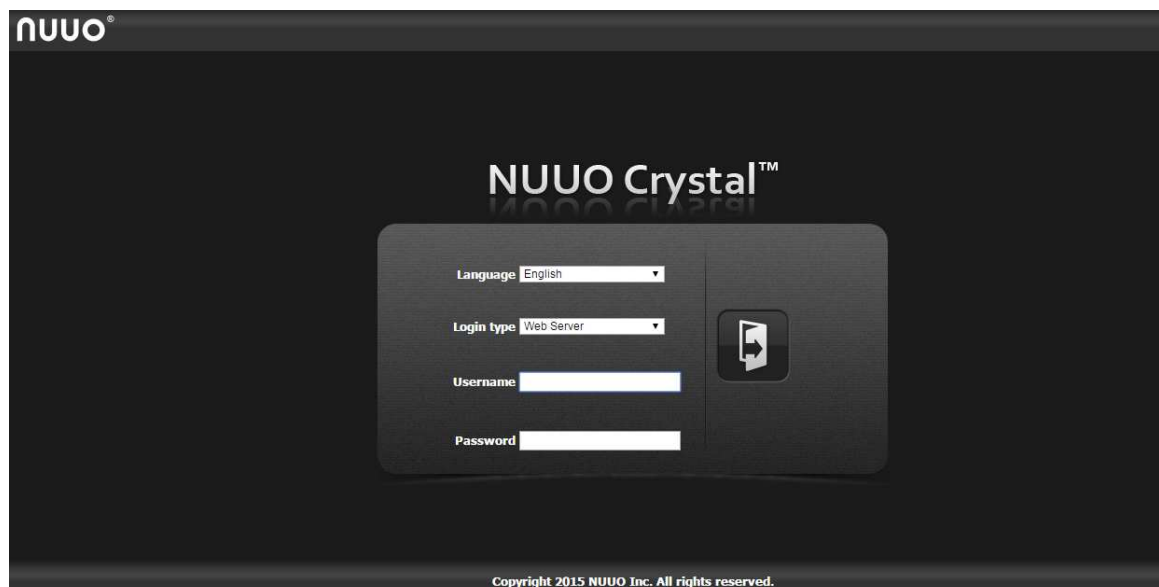 nuuo®
NUUO Crystal™
Language English
Login type Web Server
Username
Password
Copyright 2015 NUUO Inc. All rights reserved.